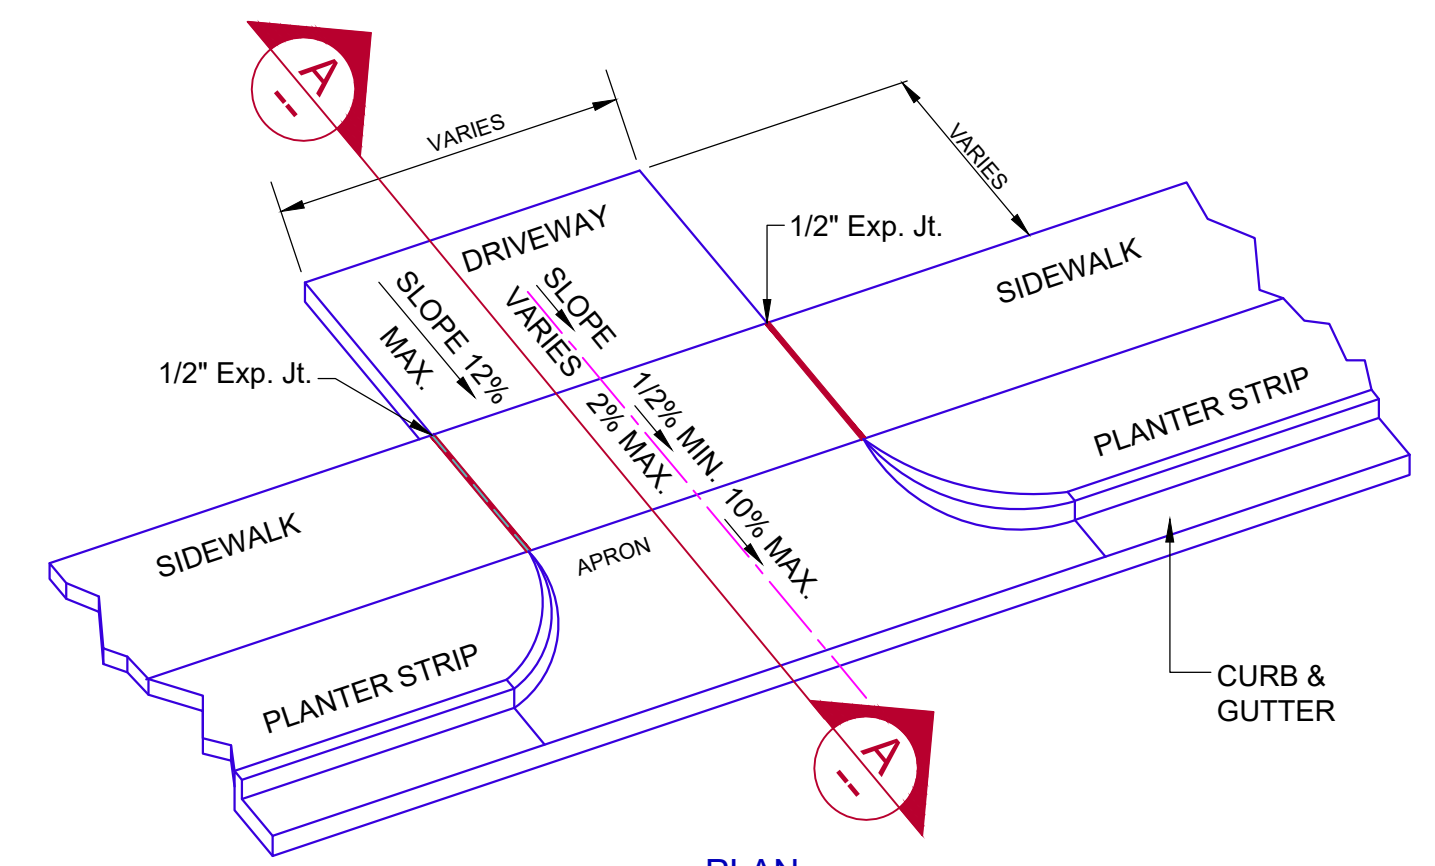 A
--
VARIES
VARIES
DRIVEWAY
1/2" Exp. Jt.
SIDEWALK
SLOPE 12%
MAX.
SLOPE
VARIES
1/2" Exp. Jt.
1/2% MIN.
2% MAX.
PLANTER STRIP
10% MAX.
SIDEWALK
APRON
PLANTER STRIP
CURB &
GUTTER
A
--
PLAN